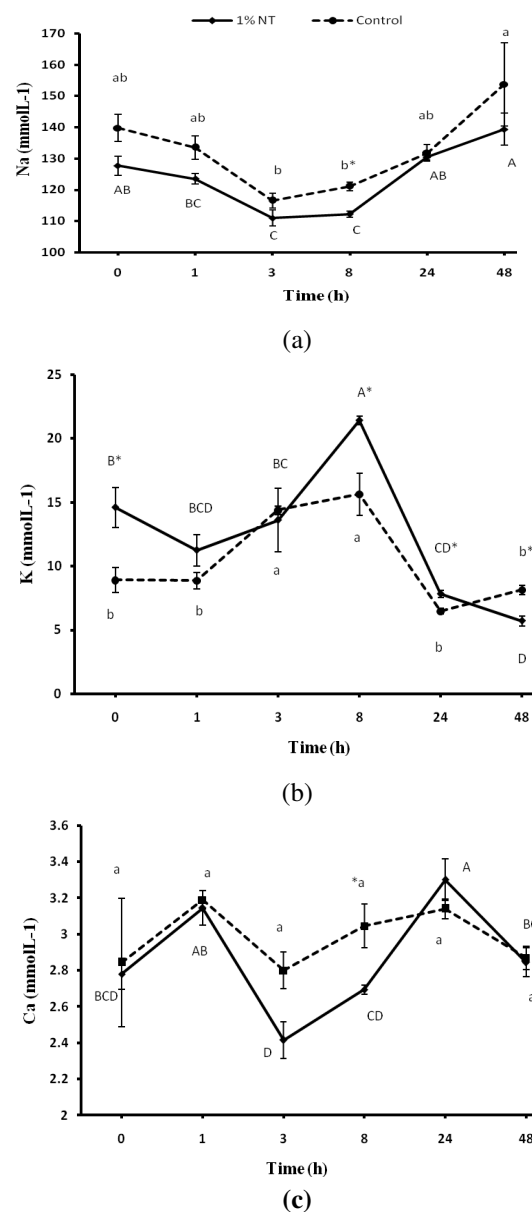 1% NT Control
170
160
150
140
130
120
110
100
Na (mmolL-1)
ab ab b b* ab a
AB BC C C AB A
0 1 3 8 24 48
Time (h)
(a)
25
20
15
10
5
0
K (mmolL-1)
B* BCD BC A* CD* b*
b b a a b D
0 1 3 8 24 48
Time (h)
(b)
3.6
3.4
3.2
3
2.8
2.6
2.4
2.2
2
Ca (mmolL-1)
a a a *a A
BCD AB D CD a a
0 1 3 8 24 48
Time (h)
(c)